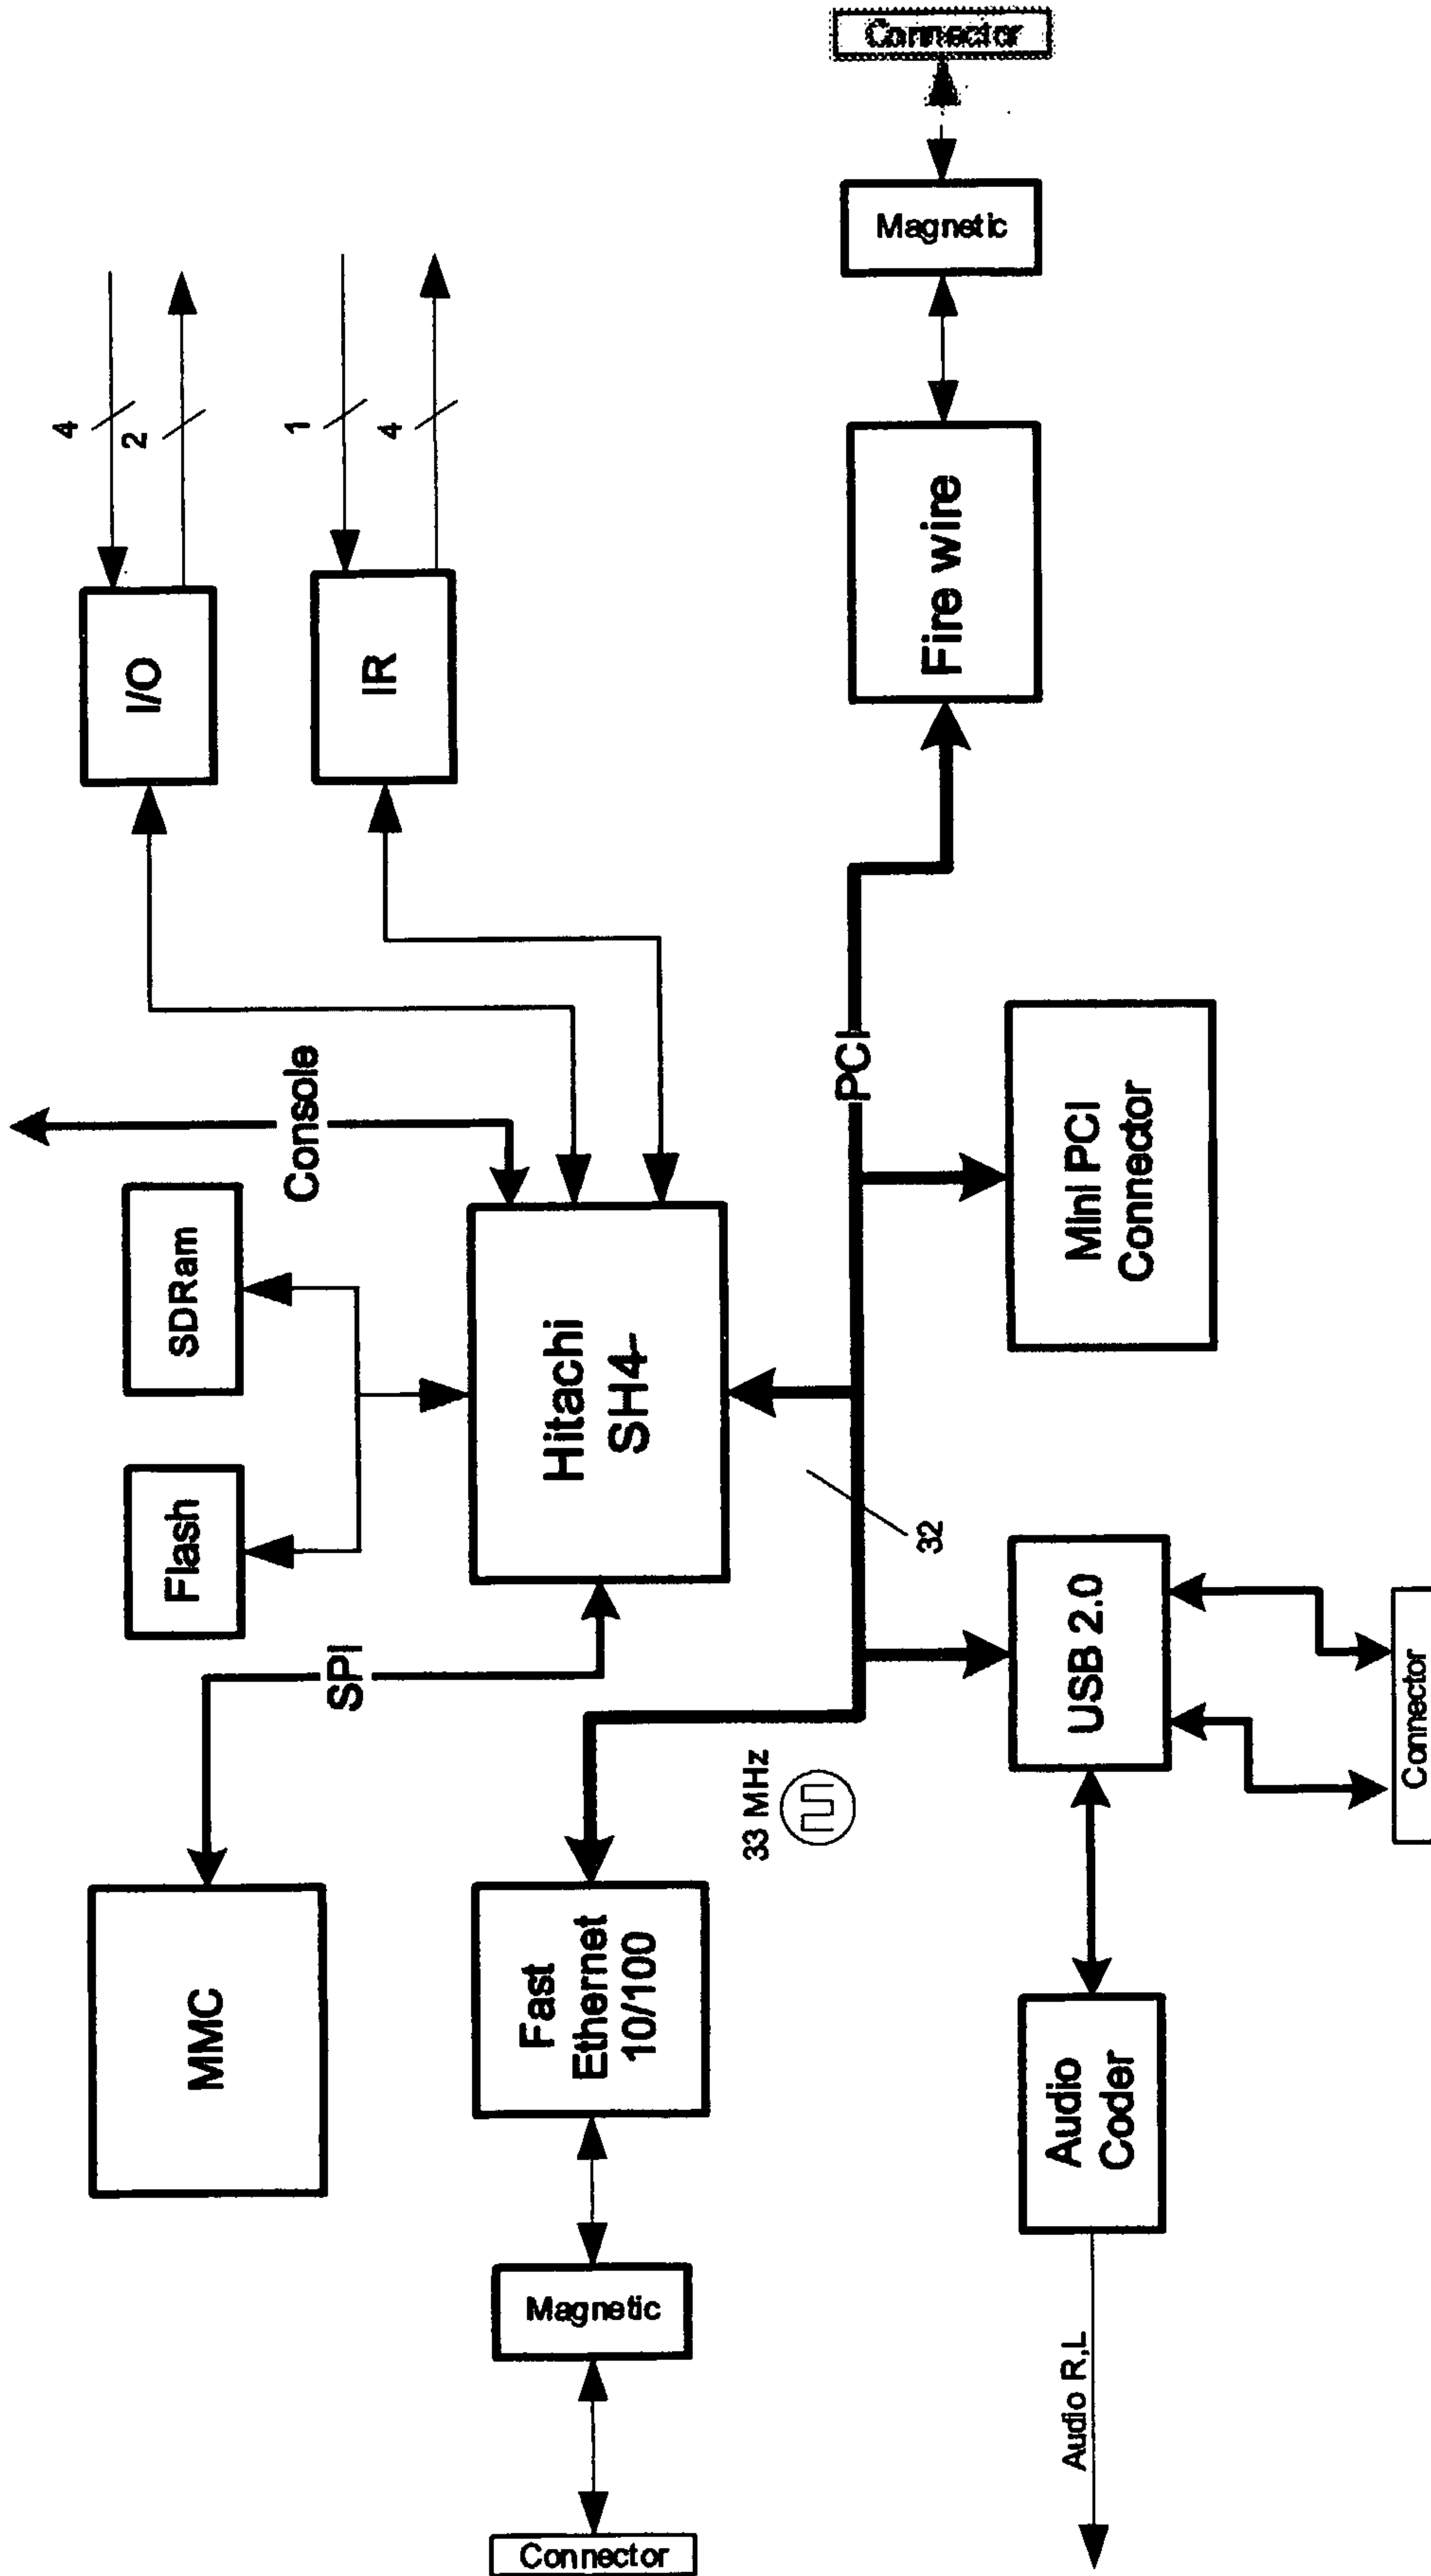 4
2
I/O
SDRam
Flash
MMC
Console
1
4
IR
SPI
Hitachi
SH4-
Fast
Ethernet
10/100
Magnetic
Connector
33 MHz
PCI
32
Fire wire
Magnetic
Connector
Mini PCI
Connector
USB 2.0
Audio
Coder
Audio R,L
Connector